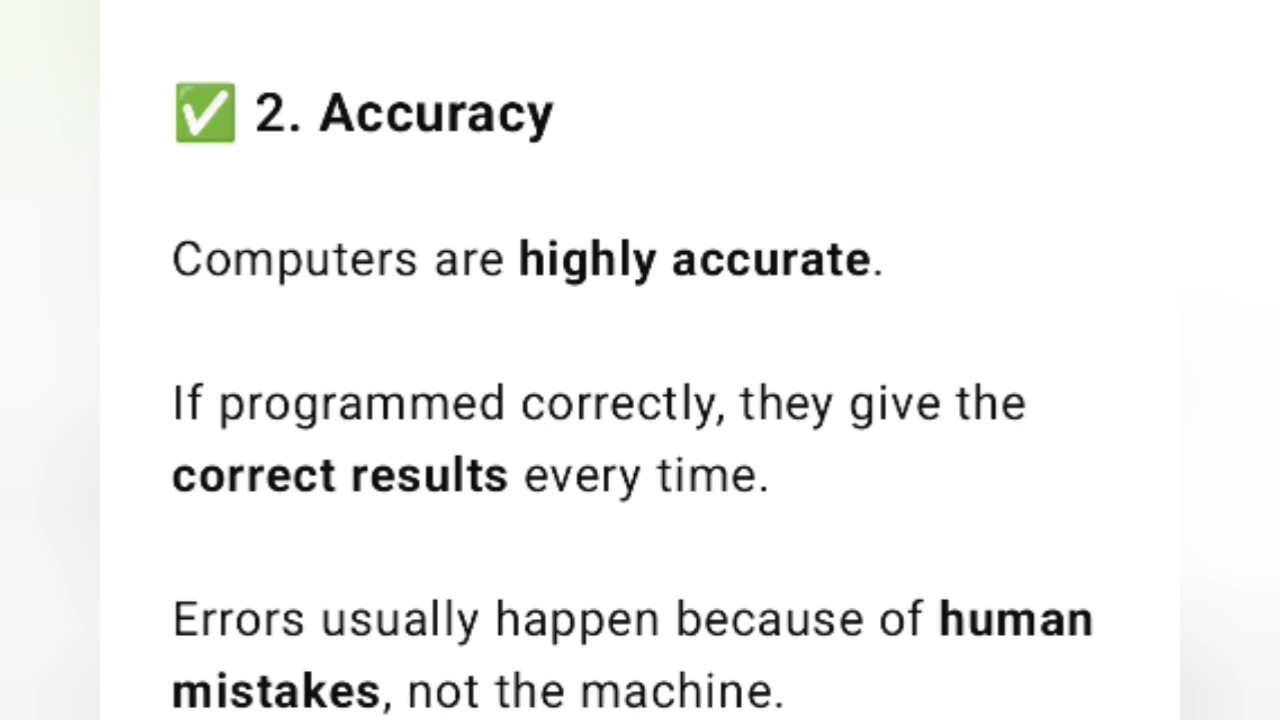 ✅ 2. Accuracy
Computers are highly accurate.
If programmed correctly, they give the
correct results every time.
Errors usually happen because of human
mistakes, not the machine.